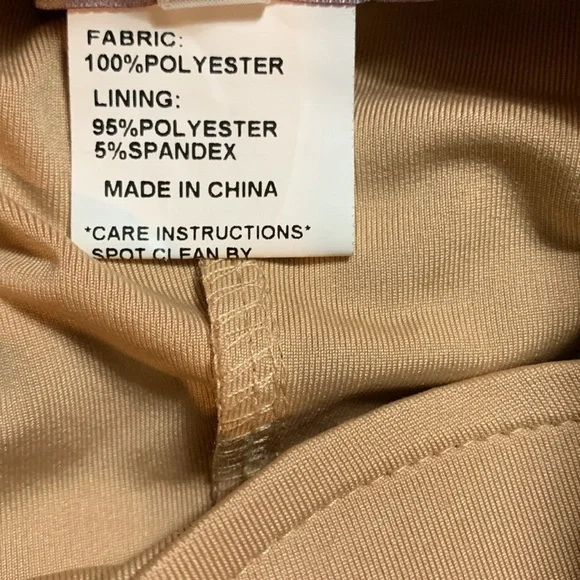 FABRIC:
100%POLYESTER
LINING:
95%POLYESTER
5%SPANDEX
MADE IN CHINA
*CARE INSTRUCTIONS*
SPOT CLEAN BY